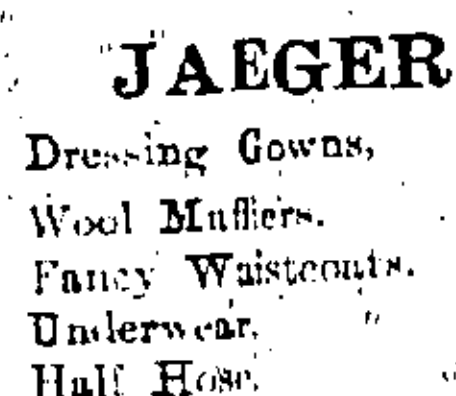 JAEGER
Dressing Gowns,
Wool Mufflers.
Fancy Waistcoats.
Underwear.
Half Hose.